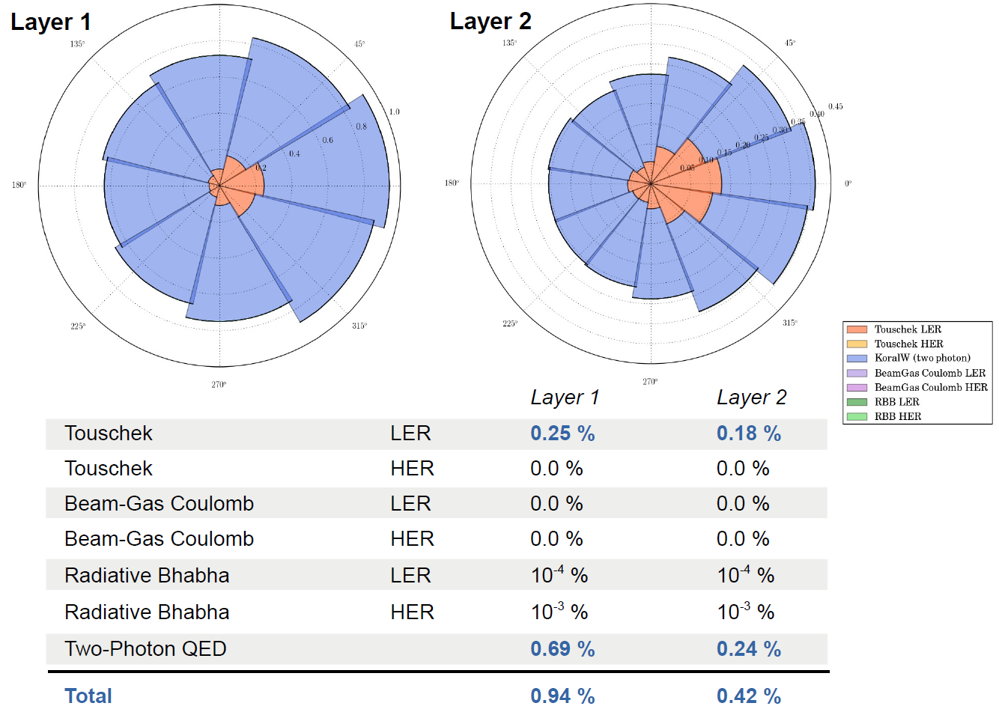 Layer 1
Layer 2
135°
45°
1.0
0.8
0.6
0.4
0.2
180°
225°
315°
270°
135°
45°
0.45
0.40
0.35
0.30
0.25
0.20
0.15
0.10
0.05
180°
0°
225°
315°
270°
Touschek LER
Touschek HER
KoralW (two photon)
BeamGas Coulomb LER
BeamGas Coulomb HER
RBB LER
RBB HER
Layer 1 Layer 2
Touschek LER 0.25 % 0.18 %
Touschek HER 0.0 % 0.0 %
Beam-Gas Coulomb LER 0.0 % 0.0 %
Beam-Gas Coulomb HER 0.0 % 0.0 %
Radiative Bhabha LER 10⁻⁴ % 10⁻⁴ %
Radiative Bhabha HER 10⁻³ % 10⁻³ %
Two-Photon QED 0.69 % 0.24 %
Total 0.94 % 0.42 %